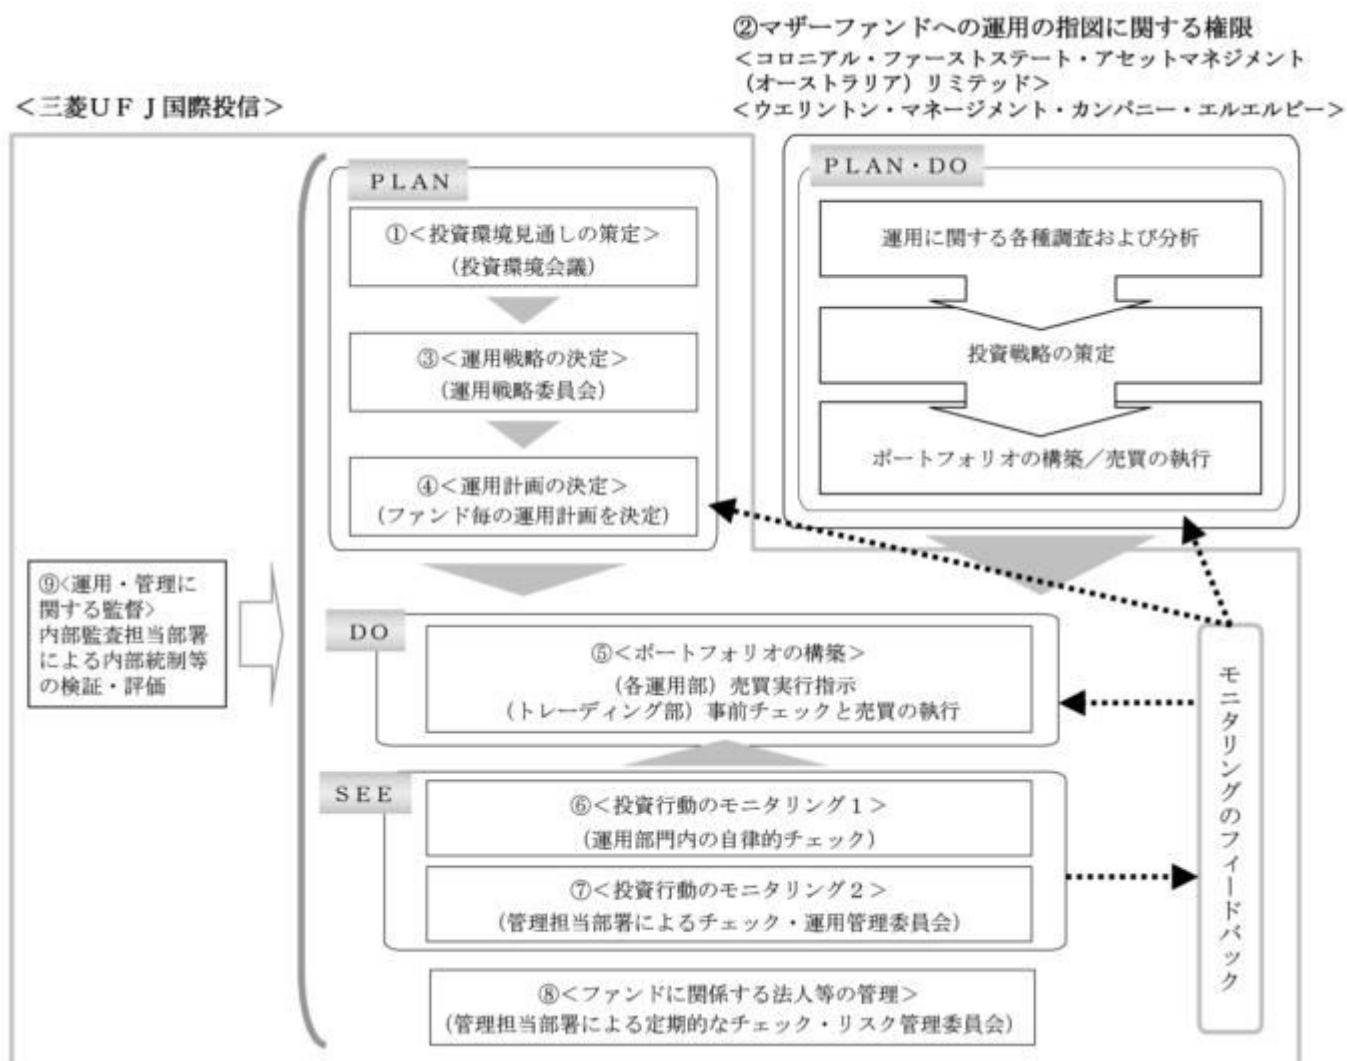 ②マザーファンドへの運用の指図に関する権限
＜コロニアル・ファーストステート・アセットマネジメント
（オーストラリア）リミテッド＞
＜ウエリントン・マネージメント・カンパニー・エルエルピー＞
＜三菱ＵＦＪ国際投信＞
ＰＬＡＮ
①＜投資環境見通しの策定＞
（投資環境会議）
③＜運用戦略の決定＞
（運用戦略委員会）
④＜運用計画の決定＞
（ファンド毎の運用計画を決定）
ＰＬＡＮ・ＤＯ
運用に関する各種調査および分析
投資戦略の策定
ポートフォリオの構築／売買の執行
⑨＜運用・管理に
関する監督＞
内部監査担当部署
による内部統制等
の検証・評価
ＤＯ
⑤＜ポートフォリオの構築＞
（各運用部）売買実行指示
（トレーディング部）事前チェックと売買の執行
ＳＥＥ
⑥＜投資行動のモニタリング１＞
（運用部門内の自律的チェック）
⑦＜投資行動のモニタリング２＞
（管理担当部署によるチェック・運用管理委員会）
⑧＜ファンドに関係する法人等の管理＞
（管理担当部署による定期的なチェック・リスク管理委員会）
モニタリングのフィードバック